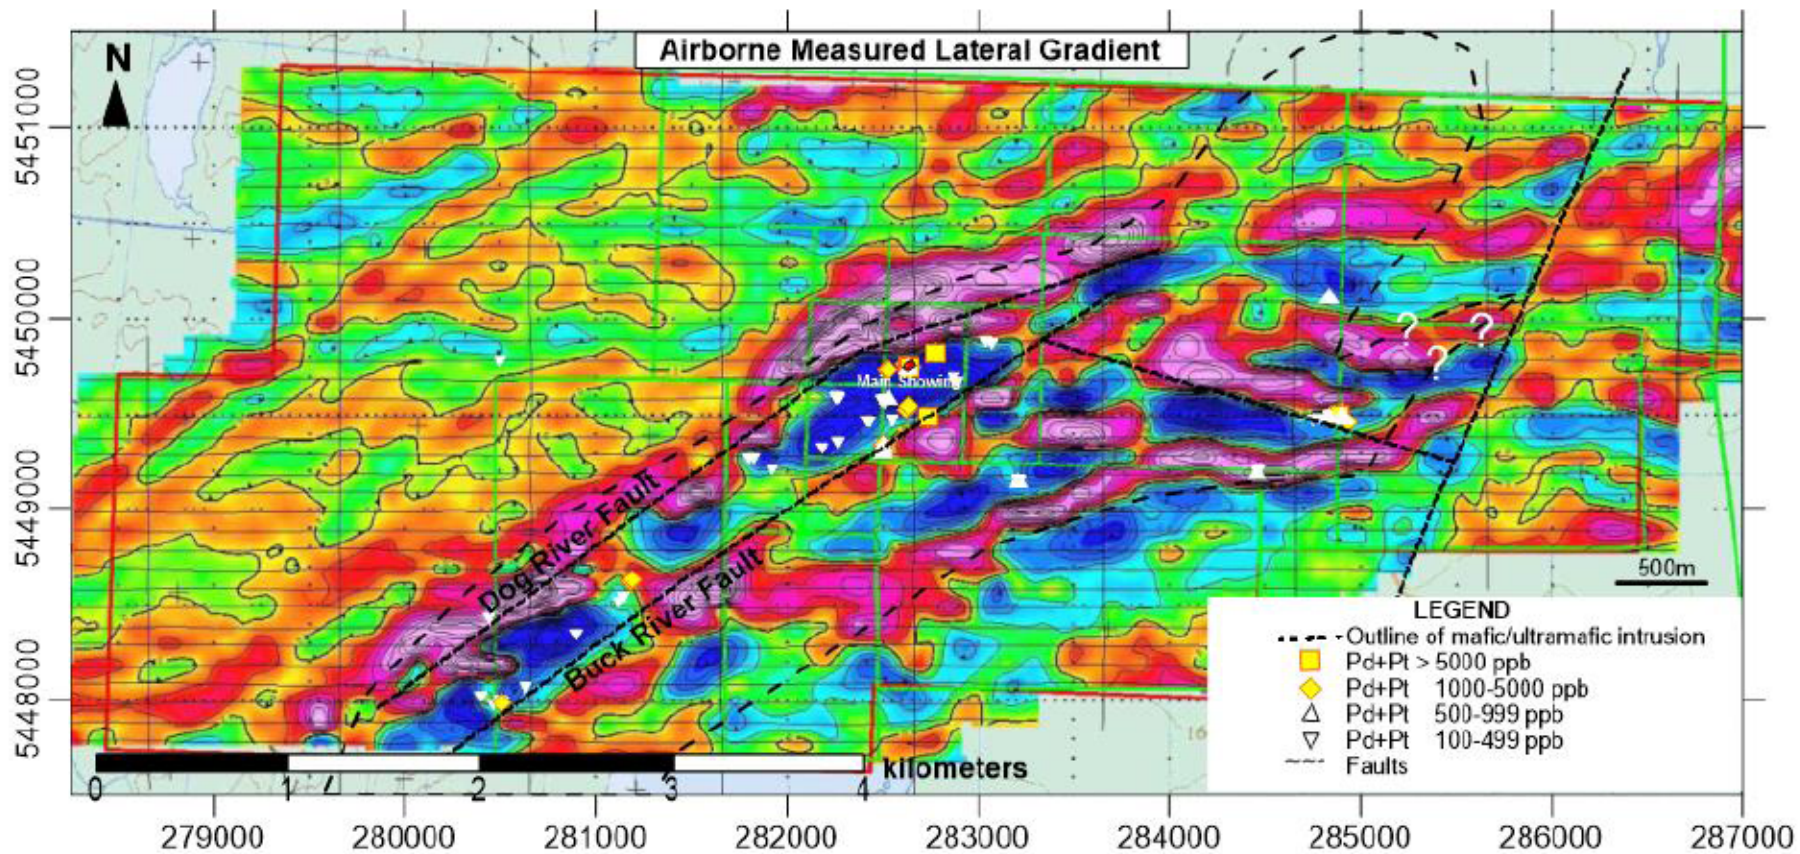 Airborne Measured Lateral Gradient
N
5451000
5450000
5449000
5448000
Main Showing
?
?
?
Dog River Fault
Buck River Fault
500m
LEGEND
Outline of mafic/ultramafic intrusion
Pd+Pt > 5000 ppb
Pd+Pt 1000-5000 ppb
Pd+Pt 500-999 ppb
Pd+Pt 100-499 ppb
Faults
0 1 2 3 4 kilometers
279000 280000 281000 282000 283000 284000 285000 286000 287000